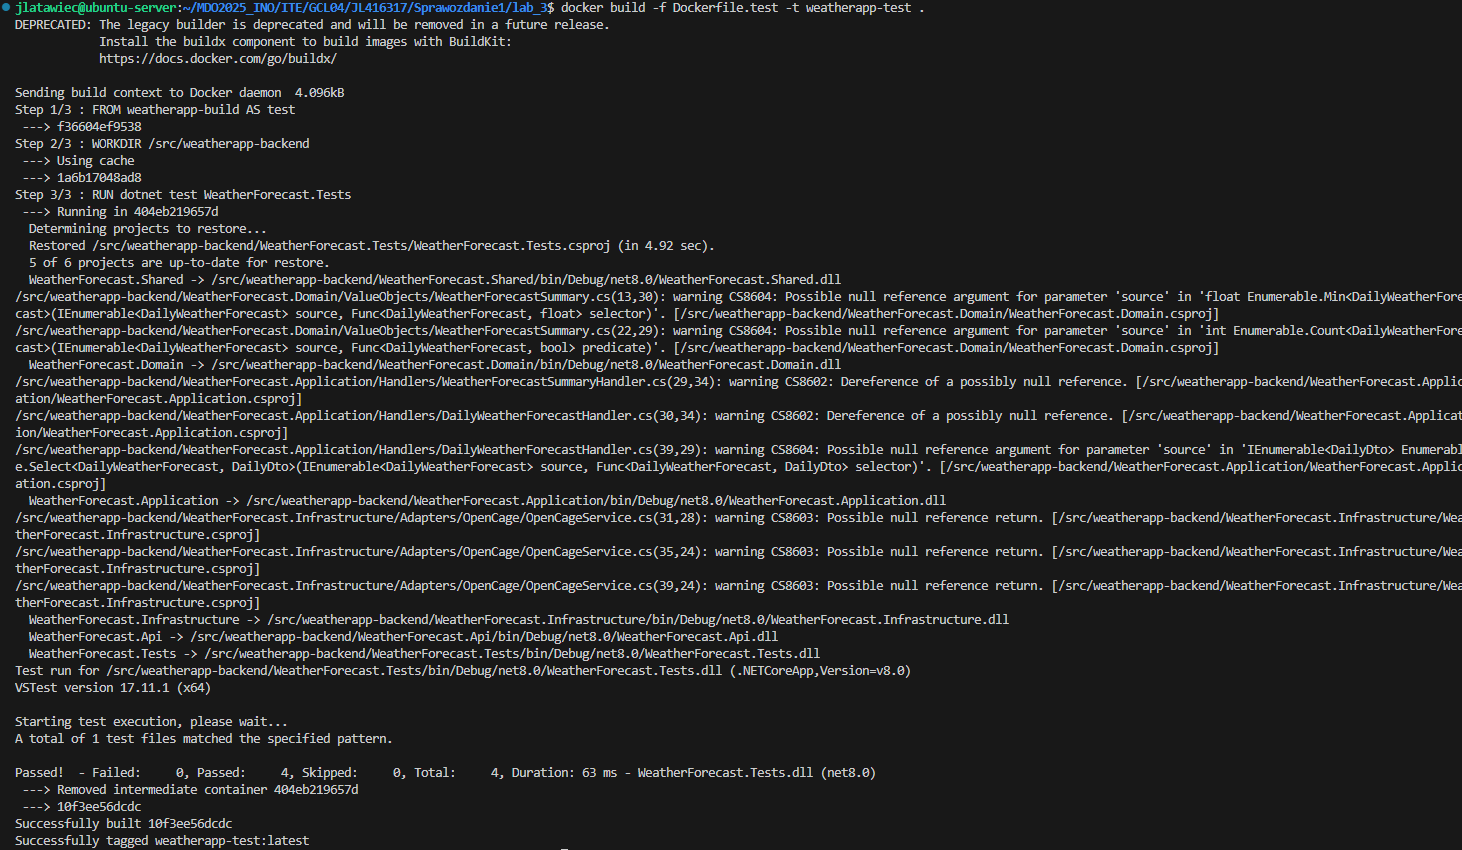 jlatawiec@ubuntu-server:~/MDO2025_INO/ITE/GCL04/JL416317/Sprawozdanie1/lab_3$ docker build -f Dockerfile.test -t weatherapp-test .
DEPRECATED: The legacy builder is deprecated and will be removed in a future release.
            Install the buildx component to build images with BuildKit:
            https://docs.docker.com/go/buildx/

Sending build context to Docker daemon  4.096kB
Step 1/3 : FROM weatherapp-build AS test
 ---> f36604ef9538
Step 2/3 : WORKDIR /src/weatherapp-backend
 ---> Using cache
 ---> 1a6b17048ad8
Step 3/3 : RUN dotnet test WeatherForecast.Tests
 ---> Running in 404eb219657d
  Determining projects to restore...
  Restored /src/weatherapp-backend/WeatherForecast.Tests/WeatherForecast.Tests.csproj (in 4.92 sec).
  5 of 6 projects are up-to-date for restore.
  WeatherForecast.Shared -> /src/weatherapp-backend/WeatherForecast.Shared/bin/Debug/net8.0/WeatherForecast.Shared.dll
/src/weatherapp-backend/WeatherForecast.Domain/ValueObjects/WeatherForecastSummary.cs(13,30): warning CS8604: Possible null reference argument for parameter 'source' in 'float Enumerable.Min<DailyWeatherFore
cast>(IEnumerable<DailyWeatherForecast> source, Func<DailyWeatherForecast, float> selector)'. [/src/weatherapp-backend/WeatherForecast.Domain/WeatherForecast.Domain.csproj]
/src/weatherapp-backend/WeatherForecast.Domain/ValueObjects/WeatherForecastSummary.cs(22,29): warning CS8604: Possible null reference argument for parameter 'source' in 'int Enumerable.Count<DailyWeatherFore
cast>(IEnumerable<DailyWeatherForecast> source, Func<DailyWeatherForecast, bool> predicate)'. [/src/weatherapp-backend/WeatherForecast.Domain/WeatherForecast.Domain.csproj]
  WeatherForecast.Domain -> /src/weatherapp-backend/WeatherForecast.Domain/bin/Debug/net8.0/WeatherForecast.Domain.dll
/src/weatherapp-backend/WeatherForecast.Application/Handlers/WeatherForecastSummaryHandler.cs(29,34): warning CS8602: Dereference of a possibly null reference. [/src/weatherapp-backend/WeatherForecast.Applic
ation/WeatherForecast.Application.csproj]
/src/weatherapp-backend/WeatherForecast.Application/Handlers/DailyWeatherForecastHandler.cs(30,34): warning CS8602: Dereference of a possibly null reference. [/src/weatherapp-backend/WeatherForecast.Applicat
ion/WeatherForecast.Application.csproj]
/src/weatherapp-backend/WeatherForecast.Application/Handlers/DailyWeatherForecastHandler.cs(39,29): warning CS8604: Possible null reference argument for parameter 'source' in 'IEnumerable<DailyDto> Enumerabl
e.Select<DailyWeatherForecast, DailyDto>(IEnumerable<DailyWeatherForecast> source, Func<DailyWeatherForecast, DailyDto> selector)'. [/src/weatherapp-backend/WeatherForecast.Application/WeatherForecast.Applic
ation.csproj]
  WeatherForecast.Application -> /src/weatherapp-backend/WeatherForecast.Application/bin/Debug/net8.0/WeatherForecast.Application.dll
/src/weatherapp-backend/WeatherForecast.Infrastructure/Adapters/OpenCage/OpenCageService.cs(31,28): warning CS8603: Possible null reference return. [/src/weatherapp-backend/WeatherForecast.Infrastructure/Wea
therForecast.Infrastructure.csproj]
/src/weatherapp-backend/WeatherForecast.Infrastructure/Adapters/OpenCage/OpenCageService.cs(35,24): warning CS8603: Possible null reference return. [/src/weatherapp-backend/WeatherForecast.Infrastructure/Wea
therForecast.Infrastructure.csproj]
/src/weatherapp-backend/WeatherForecast.Infrastructure/Adapters/OpenCage/OpenCageService.cs(39,24): warning CS8603: Possible null reference return. [/src/weatherapp-backend/WeatherForecast.Infrastructure/Wea
therForecast.Infrastructure.csproj]
  WeatherForecast.Infrastructure -> /src/weatherapp-backend/WeatherForecast.Infrastructure/bin/Debug/net8.0/WeatherForecast.Infrastructure.dll
  WeatherForecast.Api -> /src/weatherapp-backend/WeatherForecast.Api/bin/Debug/net8.0/WeatherForecast.Api.dll
  WeatherForecast.Tests -> /src/weatherapp-backend/WeatherForecast.Tests/bin/Debug/net8.0/WeatherForecast.Tests.dll
Test run for /src/weatherapp-backend/WeatherForecast.Tests/bin/Debug/net8.0/WeatherForecast.Tests.dll (.NETCoreApp,Version=v8.0)
VSTest version 17.11.1 (x64)

Starting test execution, please wait...
A total of 1 test files matched the specified pattern.

Passed!  - Failed:     0, Passed:     4, Skipped:     0, Total:     4, Duration: 63 ms - WeatherForecast.Tests.dll (net8.0)
 ---> Removed intermediate container 404eb219657d
 ---> 10f3ee56dcdc
Successfully built 10f3ee56dcdc
Successfully tagged weatherapp-test:latest